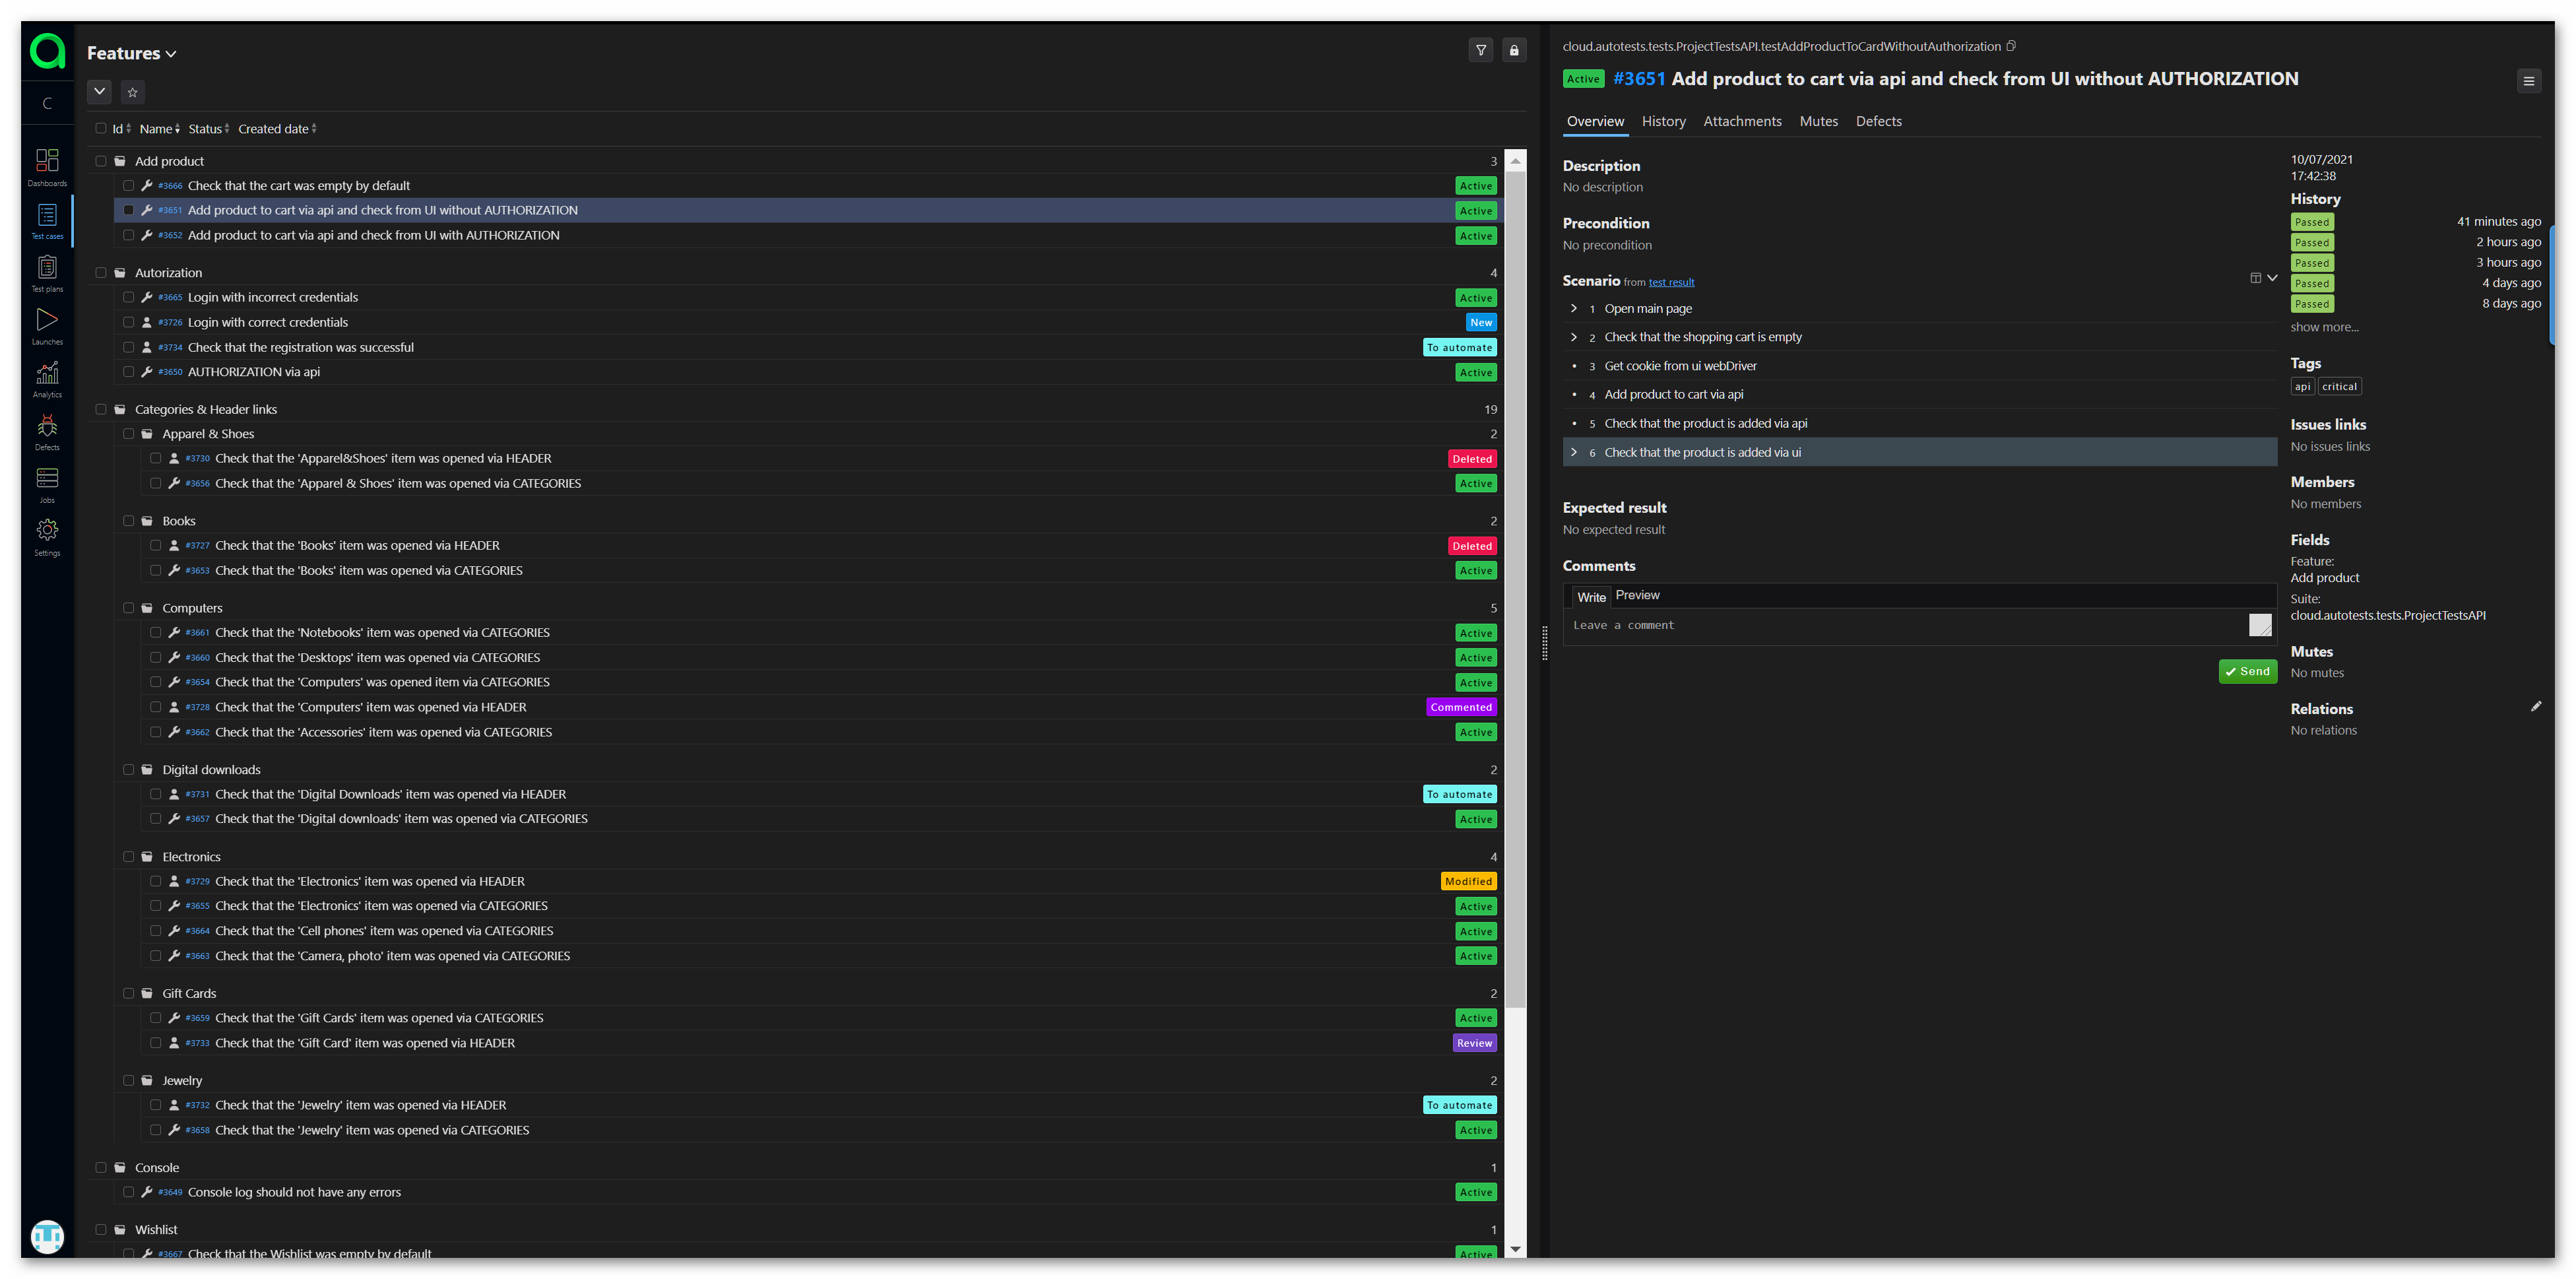 C
Dashboards
Test cases
Test plans
Launches
Analytics
Defects
Jobs
Settings
Features
Id Name Status Created date
Add product 3
#3666 Check that the cart was empty by default Active
#3651 Add product to cart via api and check from UI without AUTHORIZATION Active
#3652 Add product to cart via api and check from UI with AUTHORIZATION Active
Autorization 4
#3665 Login with incorrect credentials Active
#3726 Login with correct credentials New
#3734 Check that the registration was successful To automate
#3650 AUTHORIZATION via api Active
Categories & Header links 19
Apparel & Shoes 2
#3730 Check that the 'Apparel&Shoes' item was opened via HEADER Deleted
#3656 Check that the 'Apparel & Shoes' item was opened via CATEGORIES Active
Books 2
#3727 Check that the 'Books' item was opened via HEADER Deleted
#3653 Check that the 'Books' item was opened via CATEGORIES Active
Computers 5
#3661 Check that the 'Notebooks' item was opened via CATEGORIES Active
#3660 Check that the 'Desktops' item was opened via CATEGORIES Active
#3654 Check that the 'Computers' was opened item via CATEGORIES Active
#3728 Check that the 'Computers' item was opened via HEADER Commented
#3662 Check that the 'Accessories' item was opened via CATEGORIES Active
Digital downloads 2
#3731 Check that the 'Digital Downloads' item was opened via HEADER To automate
#3657 Check that the 'Digital downloads' item was opened via CATEGORIES Active
Electronics 4
#3729 Check that the 'Electronics' item was opened via HEADER Modified
#3655 Check that the 'Electronics' item was opened via CATEGORIES Active
#3664 Check that the 'Cell phones' item was opened via CATEGORIES Active
#3663 Check that the 'Camera, photo' item was opened via CATEGORIES Active
Gift Cards 2
#3659 Check that the 'Gift Cards' item was opened via CATEGORIES Active
#3733 Check that the 'Gift Card' item was opened via HEADER Review
Jewelry 2
#3732 Check that the 'Jewelry' item was opened via HEADER To automate
#3658 Check that the 'Jewelry' item was opened via CATEGORIES Active
Console 1
#3649 Console log should not have any errors Active
Wishlist 1
#3667 Check that the Wishlist was empty by default Active
cloud.autotests.tests.ProjectTestsAPI.testAddProductToCardWithoutAuthorization
Active #3651 Add product to cart via api and check from UI without AUTHORIZATION
Overview History Attachments Mutes Defects
Description
No description
Precondition
No precondition
Scenario from test result
1 Open main page
2 Check that the shopping cart is empty
3 Get cookie from ui webDriver
4 Add product to cart via api
5 Check that the product is added via api
6 Check that the product is added via ui
Expected result
No expected result
Comments
Write Preview
Leave a comment
Send
10/07/2021
17:42:38
History
Passed 41 minutes ago
Passed 2 hours ago
Passed 3 hours ago
Passed 4 days ago
Passed 8 days ago
show more...
Tags
api critical
Issues links
No issues links
Members
No members
Fields
Feature:
Add product
Suite:
cloud.autotests.tests.ProjectTestsAPI
Mutes
No mutes
Relations
No relations